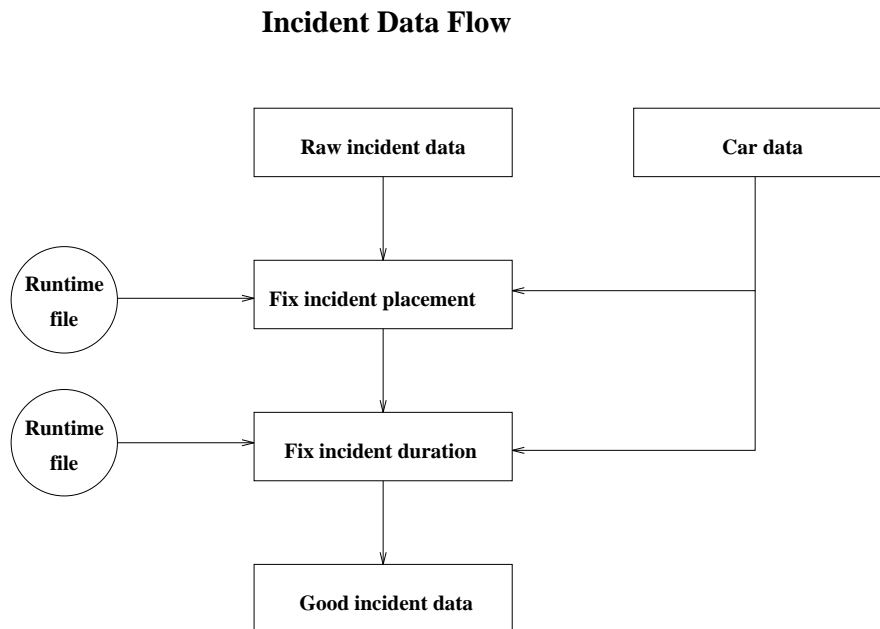 Incident Data Flow
Raw incident data
Car data
Runtime
file
Fix incident placement
Runtime
file
Fix incident duration
Good incident data